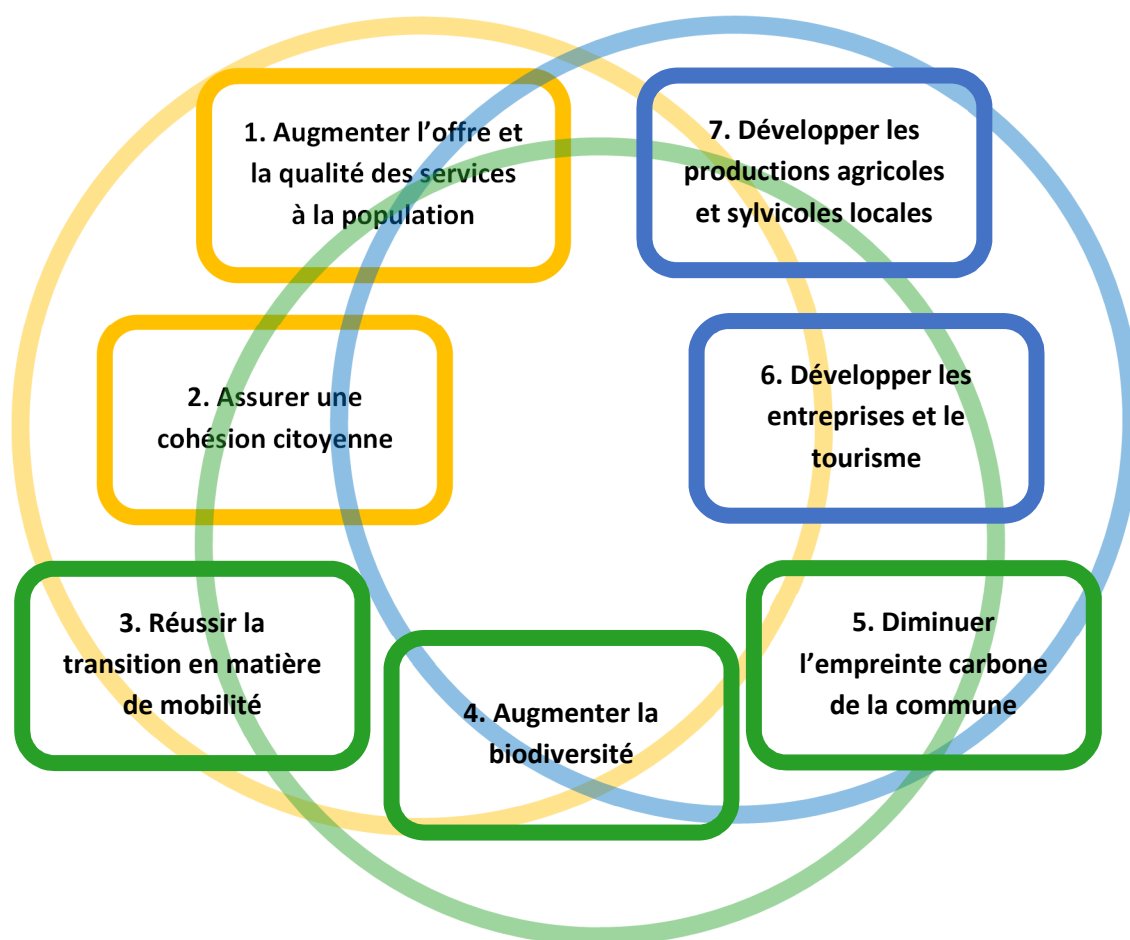 1. Augmenter l’offre et
la qualité des services
à la population
2. Assurer une
cohésion citoyenne
3. Réussir la
transition en matière
de mobilité
4. Augmenter la
biodiversité
5. Diminuer
l’empreinte carbone
de la commune
6. Développer les
entreprises et le
tourisme
7. Développer les
productions agricoles
et sylvicoles locales